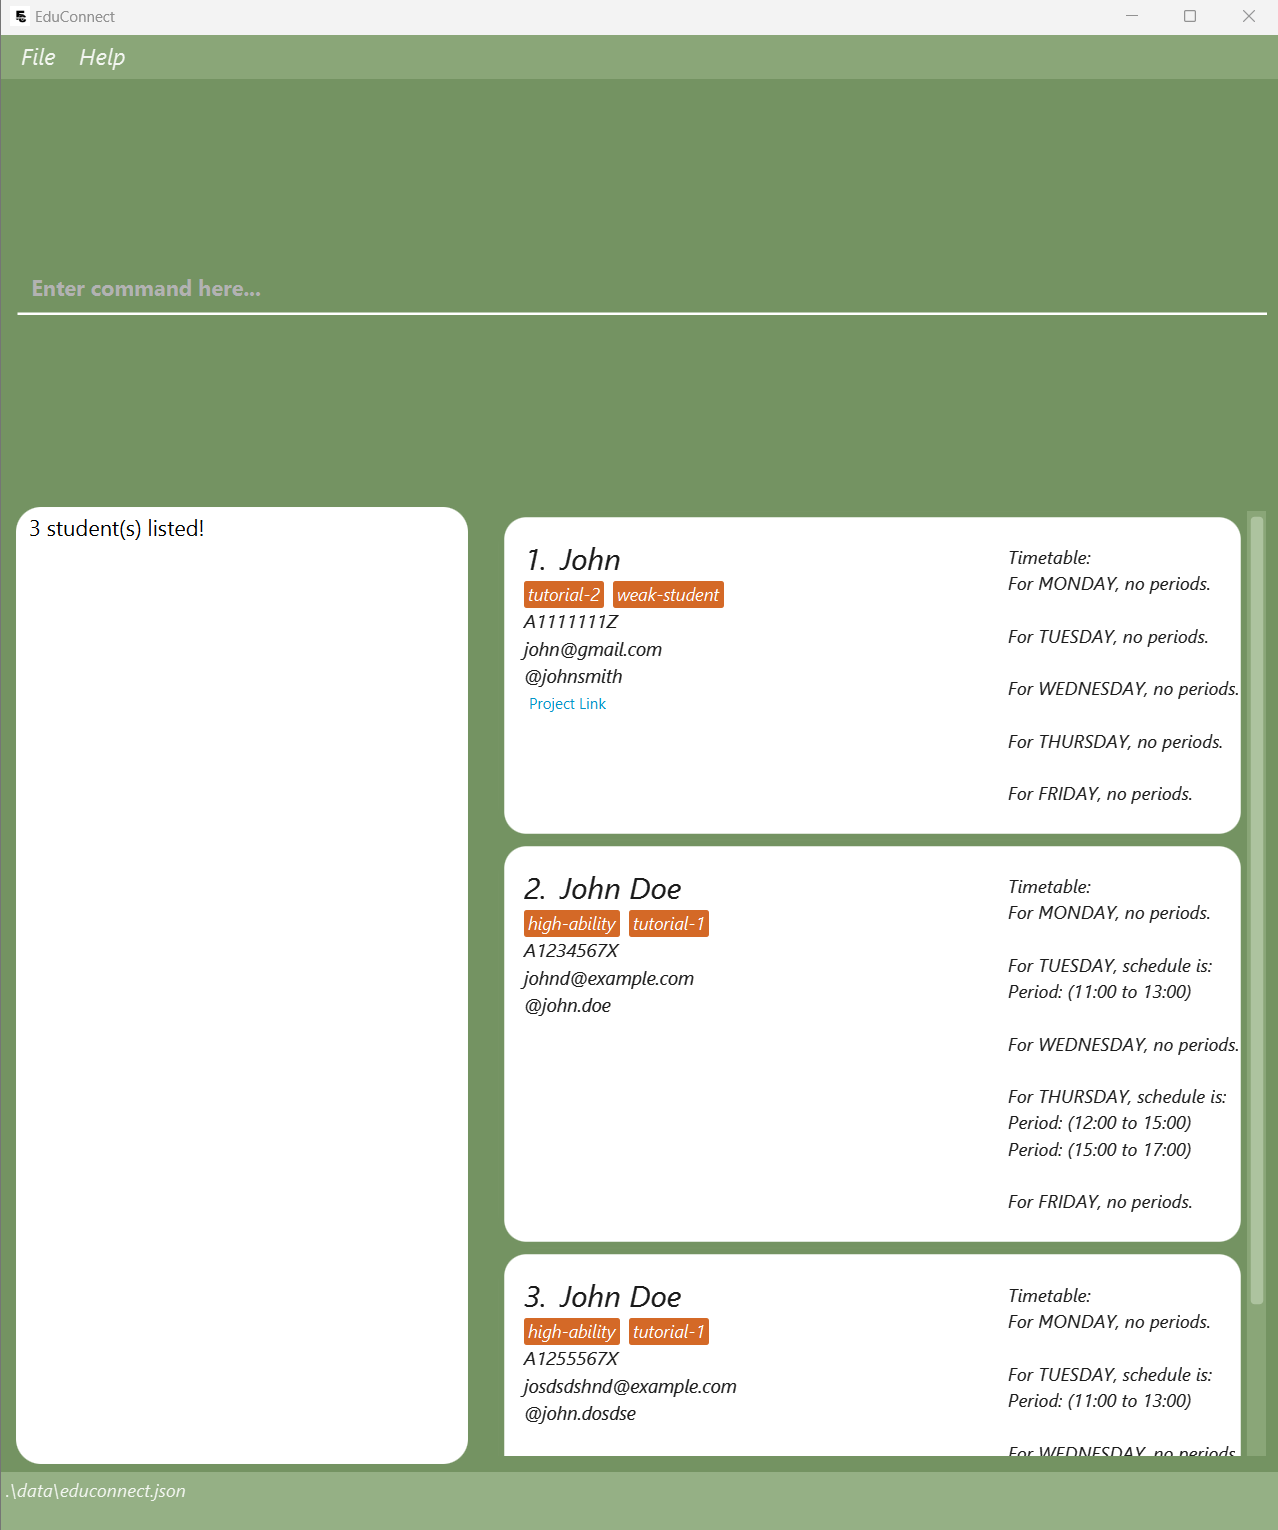 EduConnect
File Help
Enter command here...
3 student(s) listed!
1. John
tutorial-2 weak-student
A1111111Z
john@gmail.com
@johnsmith
Project Link
Timetable:
For MONDAY, no periods.
For TUESDAY, no periods.
For WEDNESDAY, no periods.
For THURSDAY, no periods.
For FRIDAY, no periods.
2. John Doe
high-ability tutorial-1
A1234567X
johnd@example.com
@john.doe
Timetable:
For MONDAY, no periods.
For TUESDAY, schedule is:
Period: (11:00 to 13:00)
For WEDNESDAY, no periods.
For THURSDAY, schedule is:
Period: (12:00 to 15:00)
Period: (15:00 to 17:00)
For FRIDAY, no periods.
3. John Doe
high-ability tutorial-1
A1255567X
josdsdshnd@example.com
@john.dosdse
Timetable:
For MONDAY, no periods.
For TUESDAY, schedule is:
Period: (11:00 to 13:00)
For WEDNESDAY, no periods.
.\data\educonnect.json